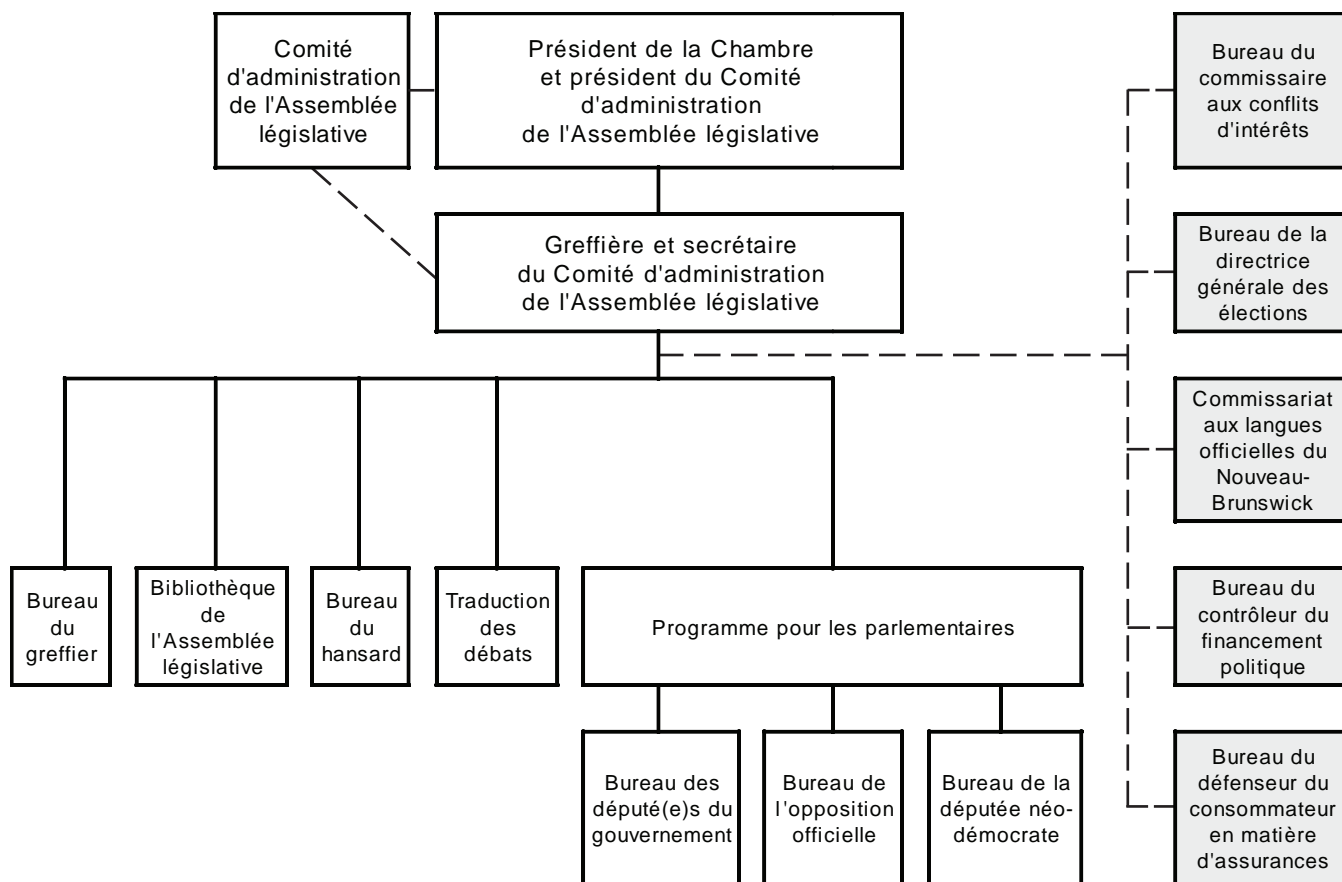 Comité
d'administration
de l'Assemblée
législative
Président de la Chambre
et président du Comité
d'administration
de l'Assemblée législative
Greffière et secrétaire
du Comité d'administration
de l'Assemblée législative
Bureau
du
greffier
Bibliothèque
de
l'Assemblée
législative
Bureau
du
hansard
Traduction
des
débats
Programme pour les parlementaires
Bureau des
député(e)s du
gouvernement
Bureau de
l'opposition
officielle
Bureau de la
députée néo-
démocrate
Bureau du
commissaire
aux conflits
d'intérêts
Bureau de la
directrice
générale des
élections
Commissariat
aux langues
officielles du
Nouveau-
Brunswick
Bureau du
contrôleur du
financement
politique
Bureau du
défenseur du
consommateur
en matière
d'assurances